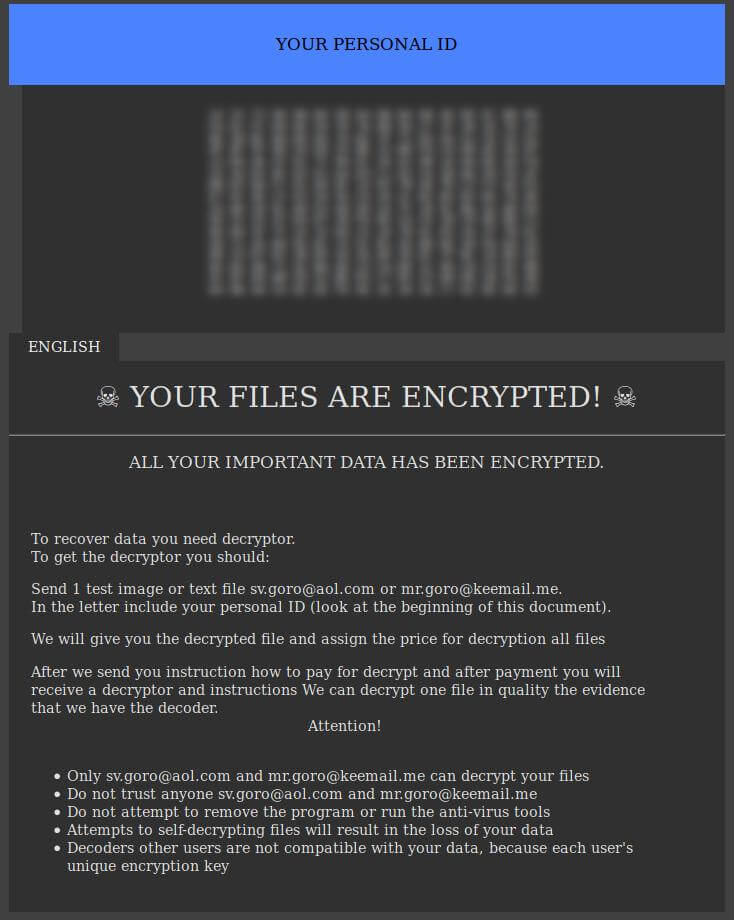 YOUR PERSONAL ID
ENGLISH
☠ YOUR FILES ARE ENCRYPTED! ☠
ALL YOUR IMPORTANT DATA HAS BEEN ENCRYPTED.
To recover data you need decryptor.
To get the decryptor you should:
Send 1 test image or text file sv.goro@aol.com or mr.goro@keemail.me.
In the letter include your personal ID (look at the beginning of this document).
We will give you the decrypted file and assign the price for decryption all files
After we send you instruction how to pay for decrypt and after payment you will
receive a decryptor and instructions We can decrypt one file in quality the evidence
that we have the decoder.
Attention!
• Only sv.goro@aol.com and mr.goro@keemail.me can decrypt your files
• Do not trust anyone sv.goro@aol.com and mr.goro@keemail.me
• Do not attempt to remove the program or run the anti-virus tools
• Attempts to self-decrypting files will result in the loss of your data
• Decoders other users are not compatible with your data, because each user's
unique encryption key